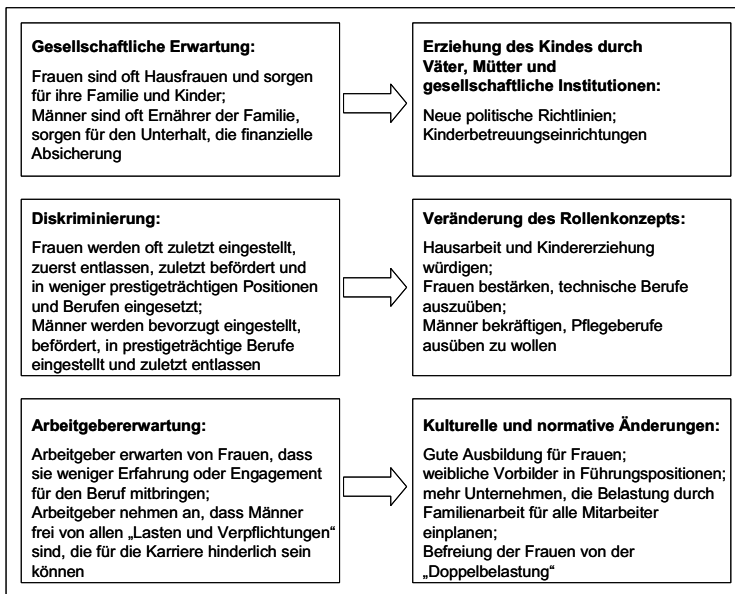 Gesellschaftliche Erwartung:
Frauen sind oft Hausfrauen und sorgen
für ihre Familie und Kinder;
Männer sind oft Ernährer der Familie,
sorgen für den Unterhalt, die finanzielle
Absicherung
Erziehung des Kindes durch
Väter, Mütter und
gesellschaftliche Institutionen:
Neue politische Richtlinien;
Kinderbetreuungseinrichtungen
Diskriminierung:
Frauen werden oft zuletzt eingestellt,
zuerst entlassen, zuletzt befördert und
in weniger prestigeträchtigen Positionen
und Berufen eingesetzt;
Männer werden bevorzugt eingestellt,
befördert, in prestigeträchtige Berufe
eingestellt und zuletzt entlassen
Veränderung des Rollenkonzepts:
Hausarbeit und Kindererziehung
würdigen;
Frauen bestärken, technische Berufe
auszuüben;
Männer bekräftigen, Pflegeberufe
ausüben zu wollen
Arbeitgebererwartung:
Arbeitgeber erwarten von Frauen, dass
sie weniger Erfahrung oder Engagement
für den Beruf mitbringen;
Arbeitgeber nehmen an, dass Männer
frei von allen „Lasten und Verpflichtungen“
sind, die für die Karriere hinderlich sein
können
Kulturelle und normative Änderungen:
Gute Ausbildung für Frauen;
weibliche Vorbilder in Führungspositionen;
mehr Unternehmen, die Belastung durch
Familienarbeit für alle Mitarbeiter
einplanen;
Befreiung der Frauen von der
„Doppelbelastung“